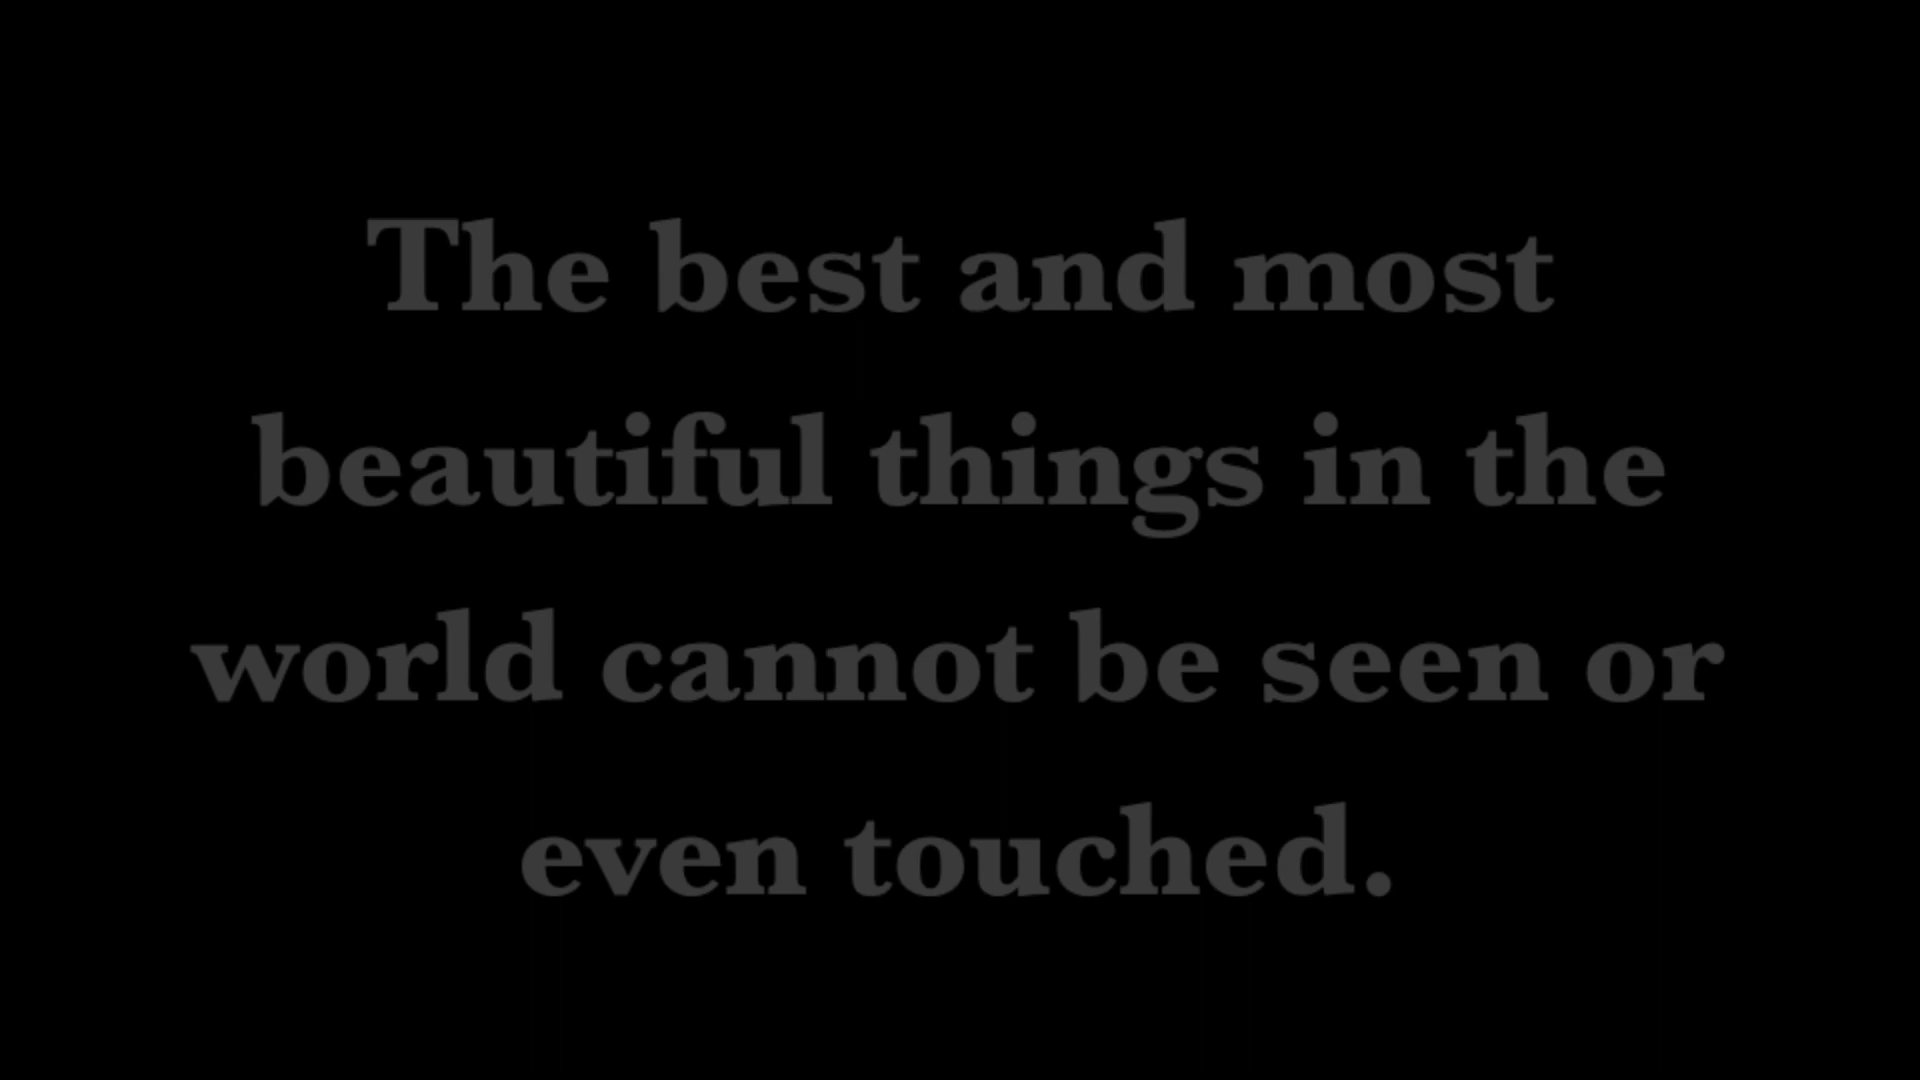 The best and most
beautiful things in the
world cannot be seen or
even touched.